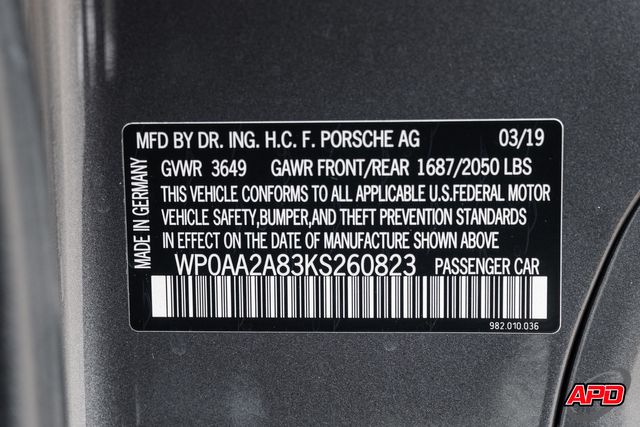 MFD BY DR. ING. H.C. F. PORSCHE AG 03/19
GVWR 3649 GAWR FRONT/REAR 1687/2050 LBS
THIS VEHICLE CONFORMS TO ALL APPLICABLE U.S.FEDERAL MOTOR
VEHICLE SAFETY,BUMPER,AND THEFT PREVENTION STANDARDS
IN EFFECT ON THE DATE OF MANUFACTURE SHOWN ABOVE
WP0AA2A83KS260823 PASSENGER CAR
982.010.036
MADE IN GERMANY
APD